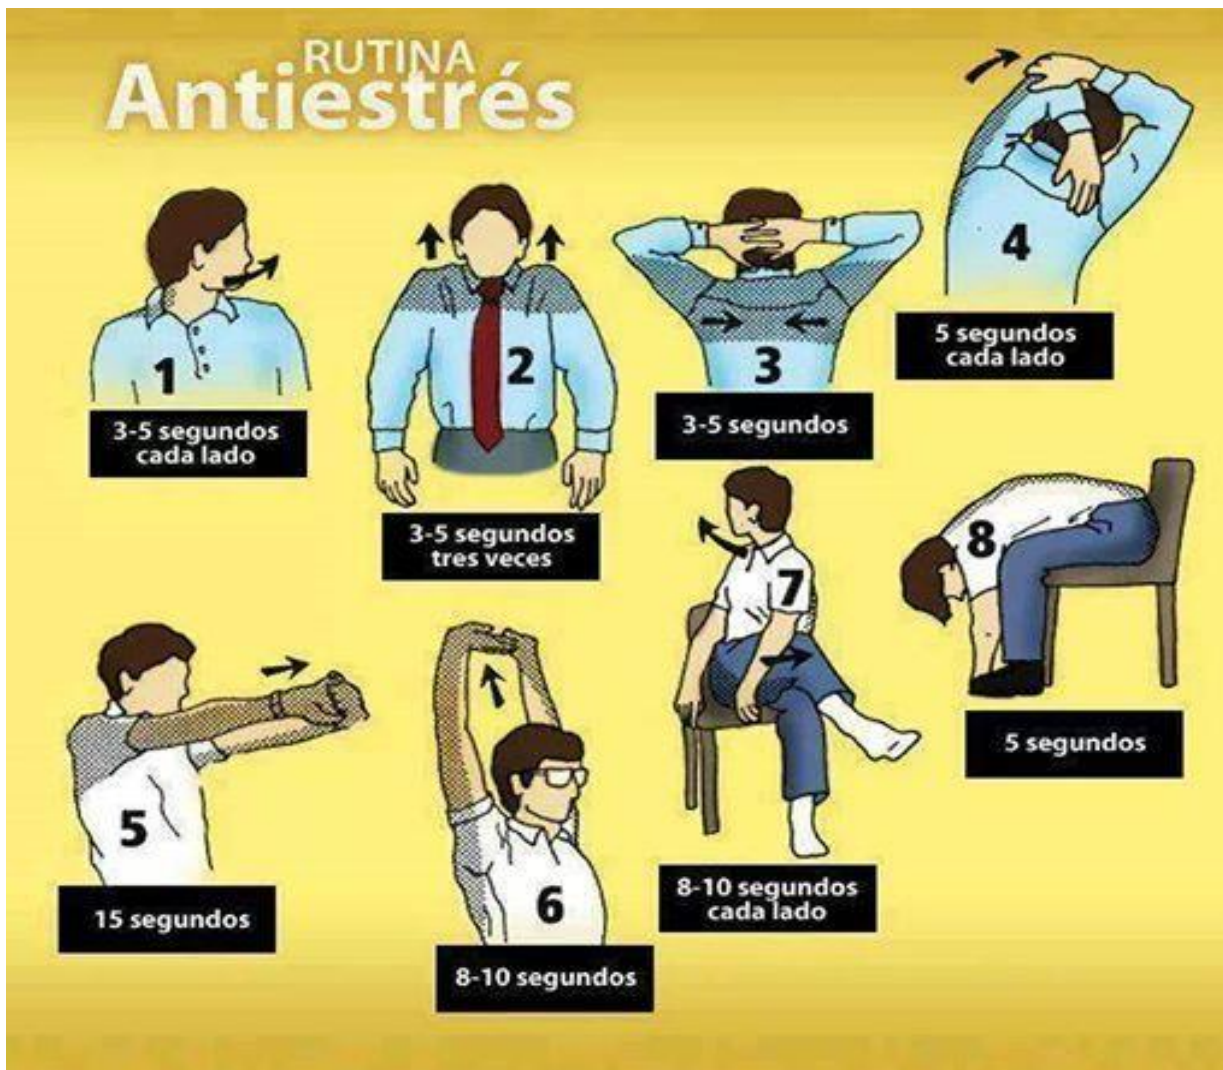 RUTINA
Antiestrés
1
3-5 segundos
cada lado
2
3-5 segundos
tres veces
3
3-5 segundos
4
5 segundos
cada lado
5
15 segundos
6
8-10 segundos
7
8-10 segundos
cada lado
8
5 segundos